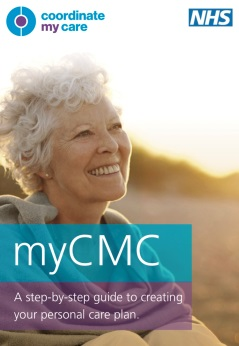 coordinate
my care
NHS
myCMC
A step-by-step guide to creating
your personal care plan.